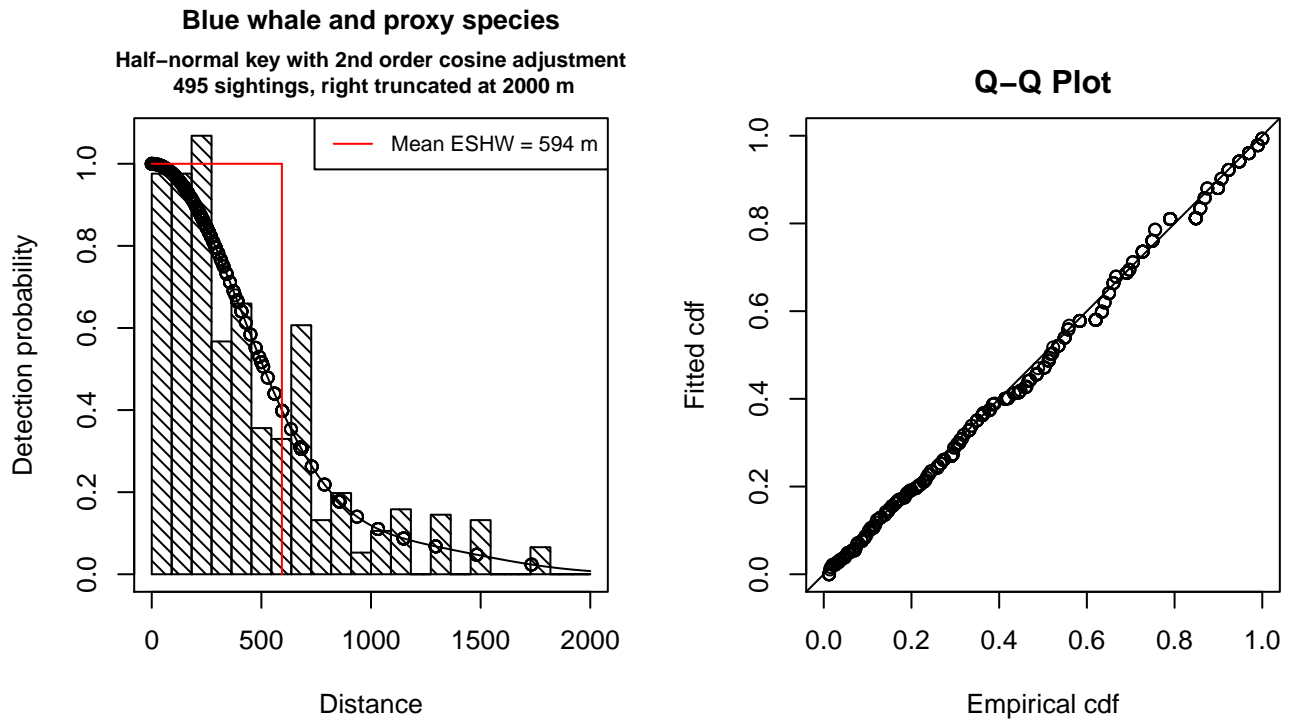 Blue whale and proxy species
Half−normal key with 2nd order cosine adjustment
495 sightings, right truncated at 2000 m
Mean ESHW = 594 m
Detection probability
0.0 0.2 0.4 0.6 0.8 1.0
0 500 1000 1500 2000
Distance
Q−Q Plot
Fitted cdf
0.0 0.2 0.4 0.6 0.8 1.0
0.0 0.2 0.4 0.6 0.8 1.0
Empirical cdf